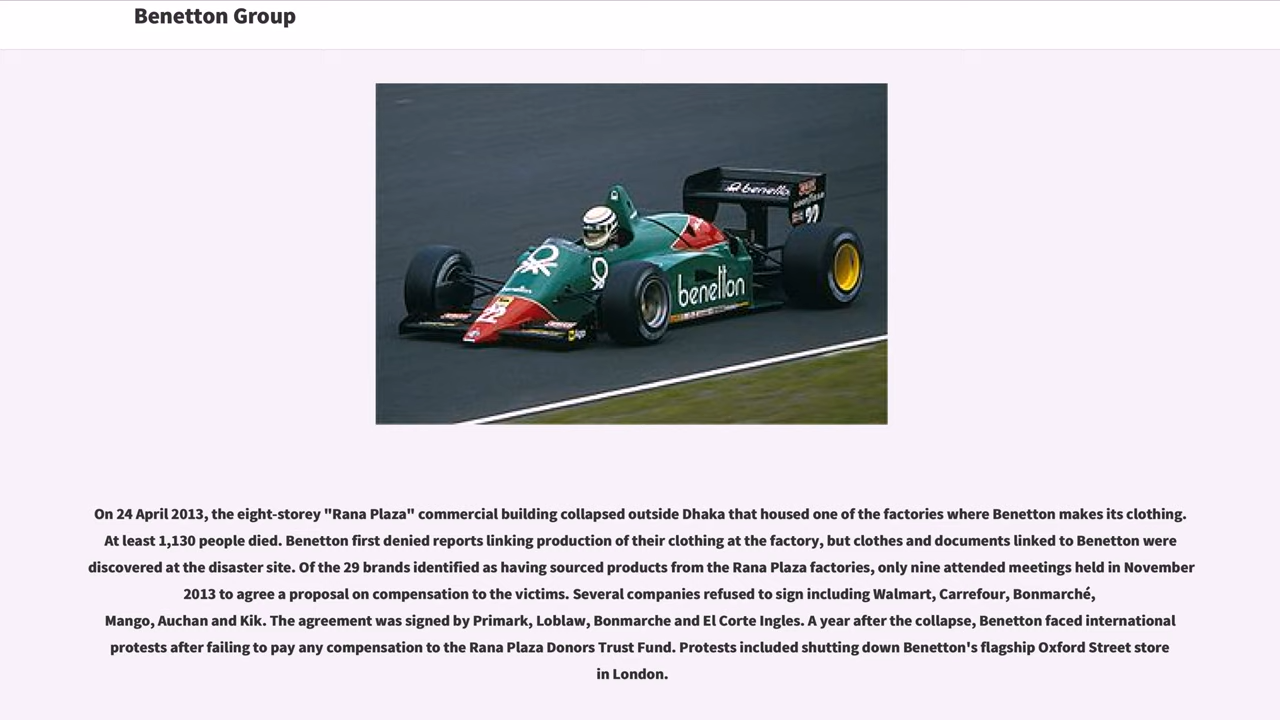 Benetton Group
benetton
22
benetton
benetton
23
On 24 April 2013, the eight-storey "Rana Plaza" commercial building collapsed outside Dhaka that housed one of the factories where Benetton makes its clothing.
At least 1,130 people died. Benetton first denied reports linking production of their clothing at the factory, but clothes and documents linked to Benetton were
discovered at the disaster site. Of the 29 brands identified as having sourced products from the Rana Plaza factories, only nine attended meetings held in November
2013 to agree a proposal on compensation to the victims. Several companies refused to sign including Walmart, Carrefour, Bonmarché,
Mango, Auchan and Kik. The agreement was signed by Primark, Loblaw, Bonmarche and El Corte Ingles. A year after the collapse, Benetton faced international
protests after failing to pay any compensation to the Rana Plaza Donors Trust Fund. Protests included shutting down Benetton's flagship Oxford Street store
in London.